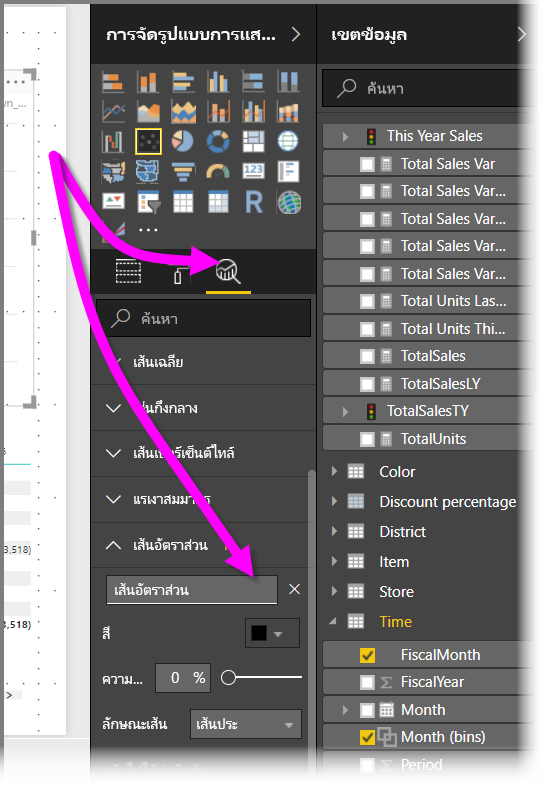 การจัดรูปแบบการแส...
เขตข้อมูล
ค้นหา
This Year Sales
Total Sales Var
Total Sales Var...
Total Sales Var...
Total Sales Var...
Total Sales Var...
Total Units Las...
Total Units Thi...
TotalSales
TotalSalesLY
TotalSalesTY
TotalUnits
Color
Discount percentage
District
Item
Store
Time
FiscalMonth
FiscalYear
Month
Month (bins)
Period
123
R
ค้นหา
เส้นเฉลี่ย
เส้นกึ่งกลาง
เส้นเปอร์เซ็นต์ไทล์
แรเงาสมมาตร
เส้นอัตราส่วน
เส้นอัตราส่วน
สี
ความ...
0 %
ลักษณะเส้น
เส้นประ
3,518)
3,518)